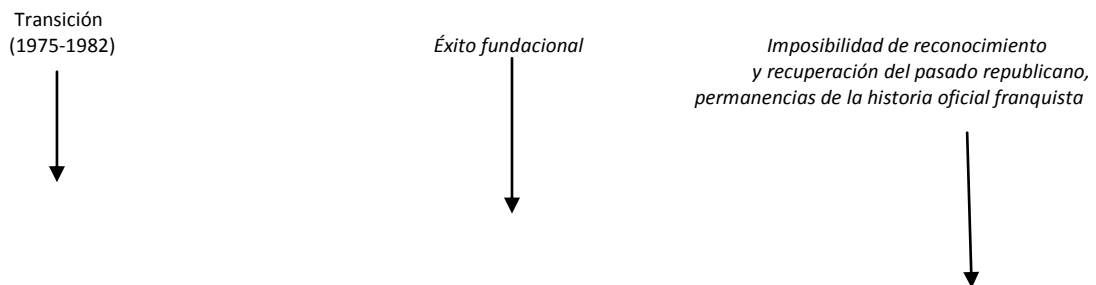 Transición
(1975-1982)
Éxito fundacional
Imposibilidad de reconocimiento
y recuperación del pasado republicano,
permanencias de la historia oficial franquista